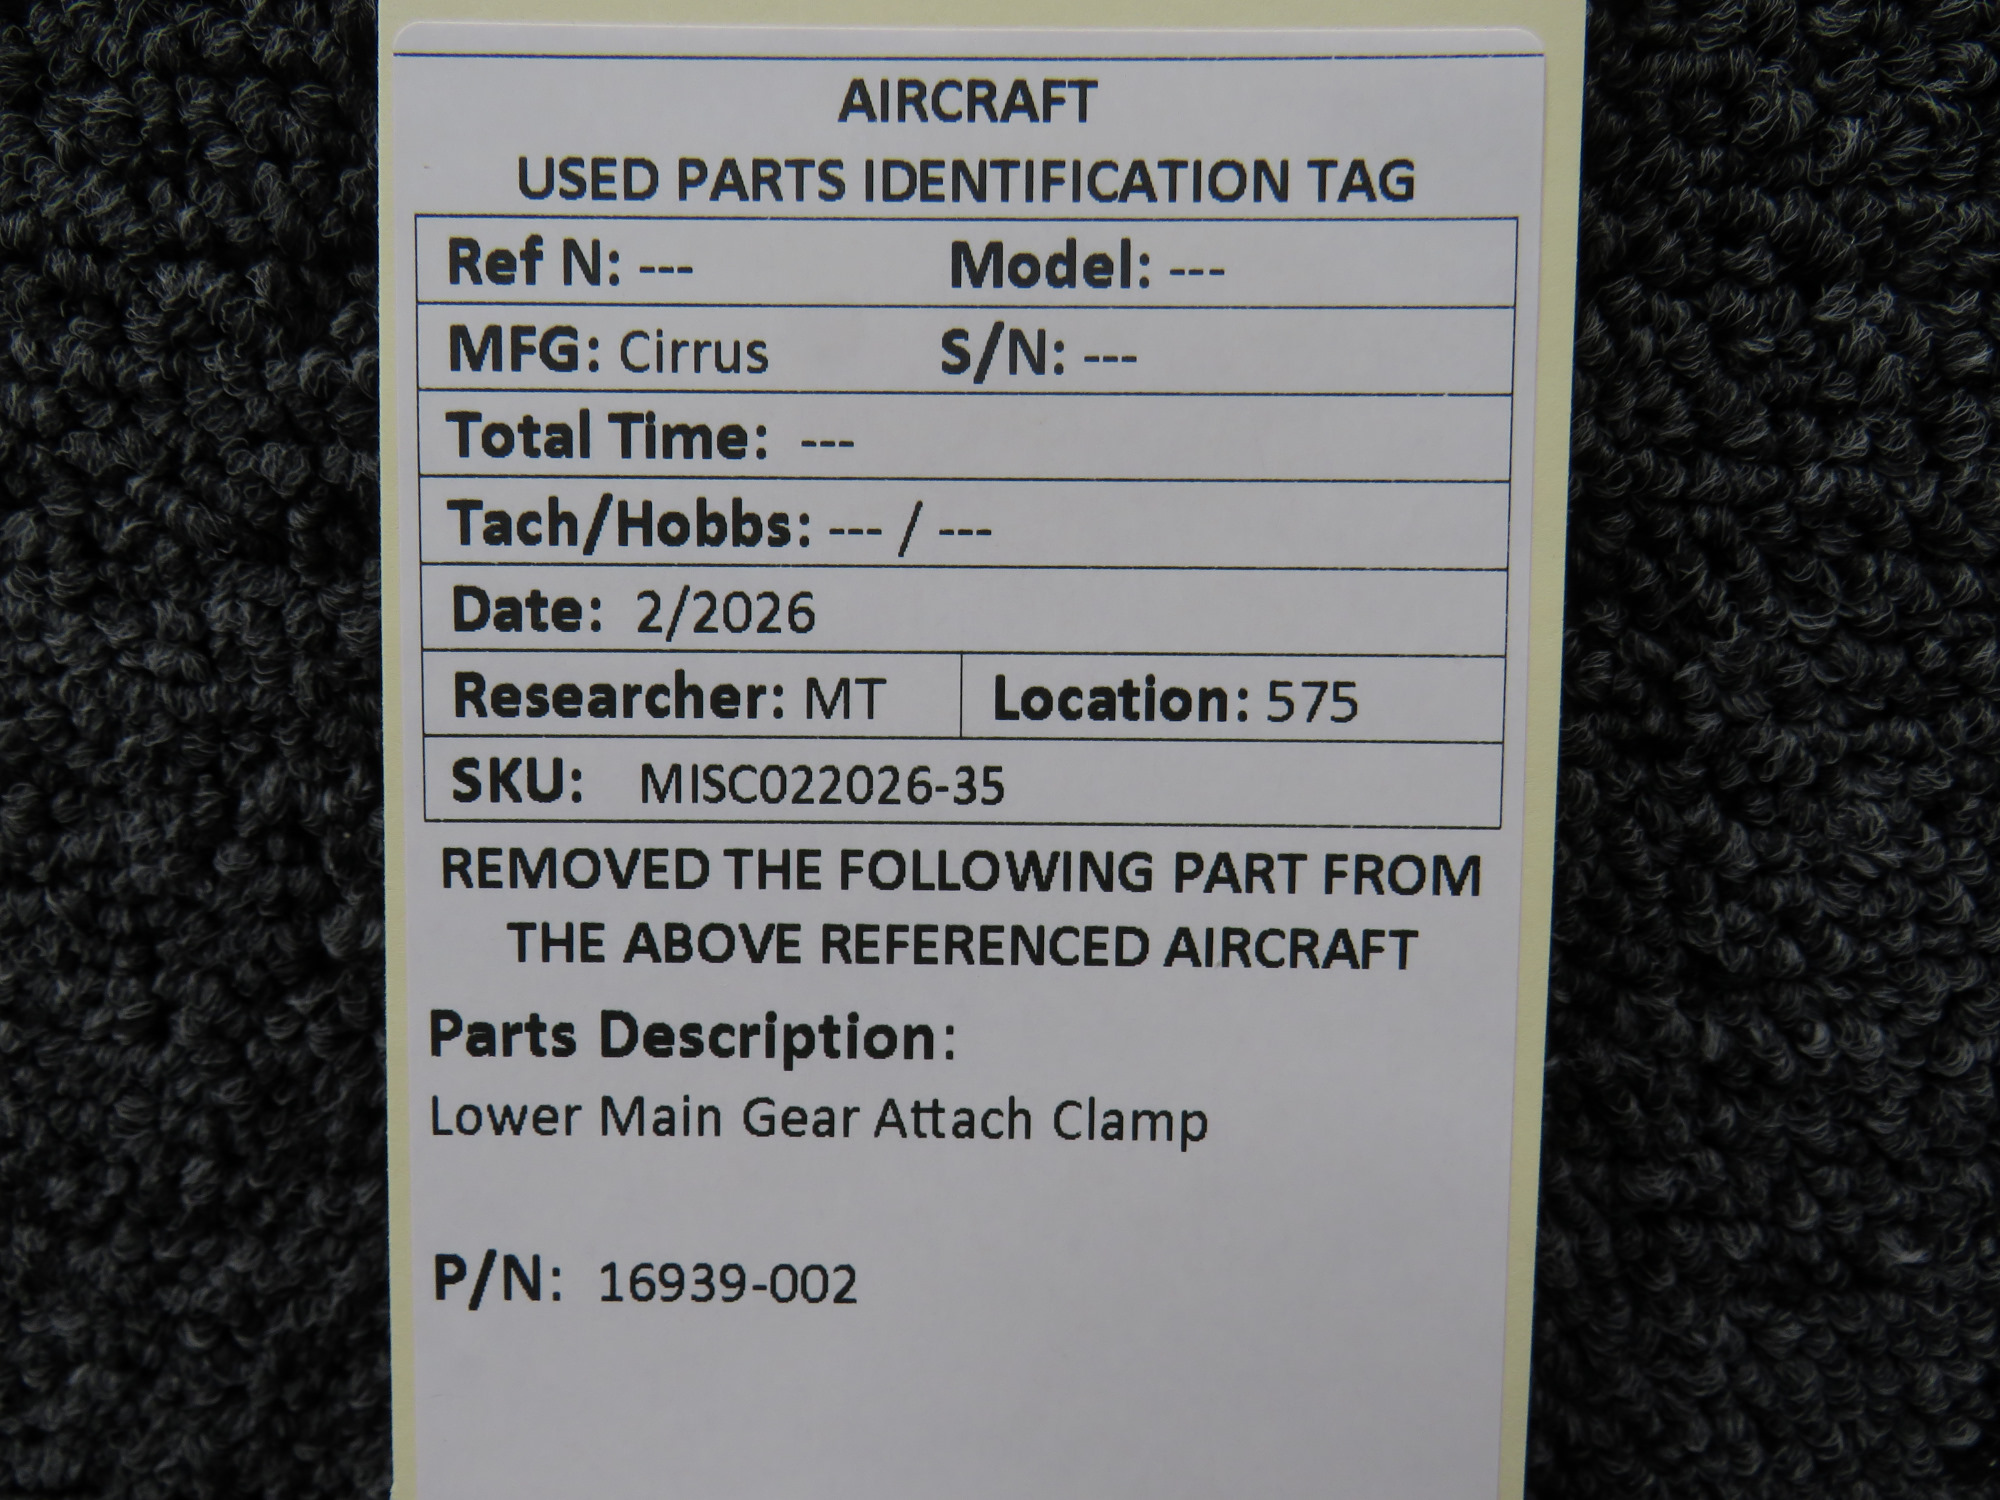 AIRCRAFT
USED PARTS IDENTIFICATION TAG
Ref N: --- Model: ---
MFG: Cirrus S/N: ---
Total Time: ---
Tach/Hobbs: --- / ---
Date: 2/2026
Researcher: MT Location: 575
SKU: MISC022026-35
REMOVED THE FOLLOWING PART FROM
THE ABOVE REFERENCED AIRCRAFT
Parts Description:
Lower Main Gear Attach Clamp
P/N: 16939-002